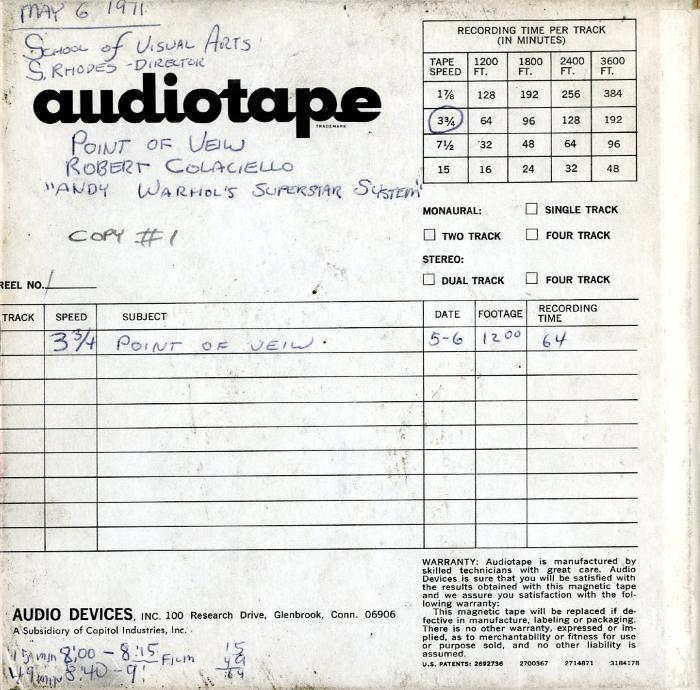 MAY 6 1971
SCHOOL OF VISUAL ARTS
S. RHODES - DIRECTOR
audiotape
TRADEMARK
POINT OF VEIW
ROBERT COLACIELLO
"ANDY WARHOL'S SUPERSTAR SYSTEM"
COPY #1
REEL NO. 1
RECORDING TIME PER TRACK
(IN MINUTES)
TAPE SPEED 1200 FT. 1800 FT. 2400 FT. 3600 FT.
1⅞ 128 192 256 384
3¾ 64 96 128 192
7½ 32 48 64 96
15 16 24 32 48
MONAURAL: SINGLE TRACK
TWO TRACK FOUR TRACK
STEREO:
DUAL TRACK FOUR TRACK
TRACK SPEED SUBJECT DATE FOOTAGE RECORDING TIME
3¾ POINT OF VEIW 5-6 1200 64
AUDIO DEVICES, INC. 100 Research Drive, Glenbrook, Conn. 06906
A Subsidiary of Capitol Industries, Inc.
15 min 8:00 - 8:15 FILM
49 min 8:40 - 9:
15
49
64
WARRANTY: Audiotape is manufactured by
skilled technicians with great care. Audio
Devices is sure that you will be satisfied with
the results obtained with this magnetic tape
and we assure you satisfaction with the fol-
lowing warranty:
This magnetic tape will be replaced if de-
fective in manufacture, labeling or packaging.
There is no other warranty, expressed or im-
plied, as to merchantability or fitness for use
or purpose sold, and no other liability is
assumed.
U.S. PATENTS: 2692736 2700367 2714871 3184178